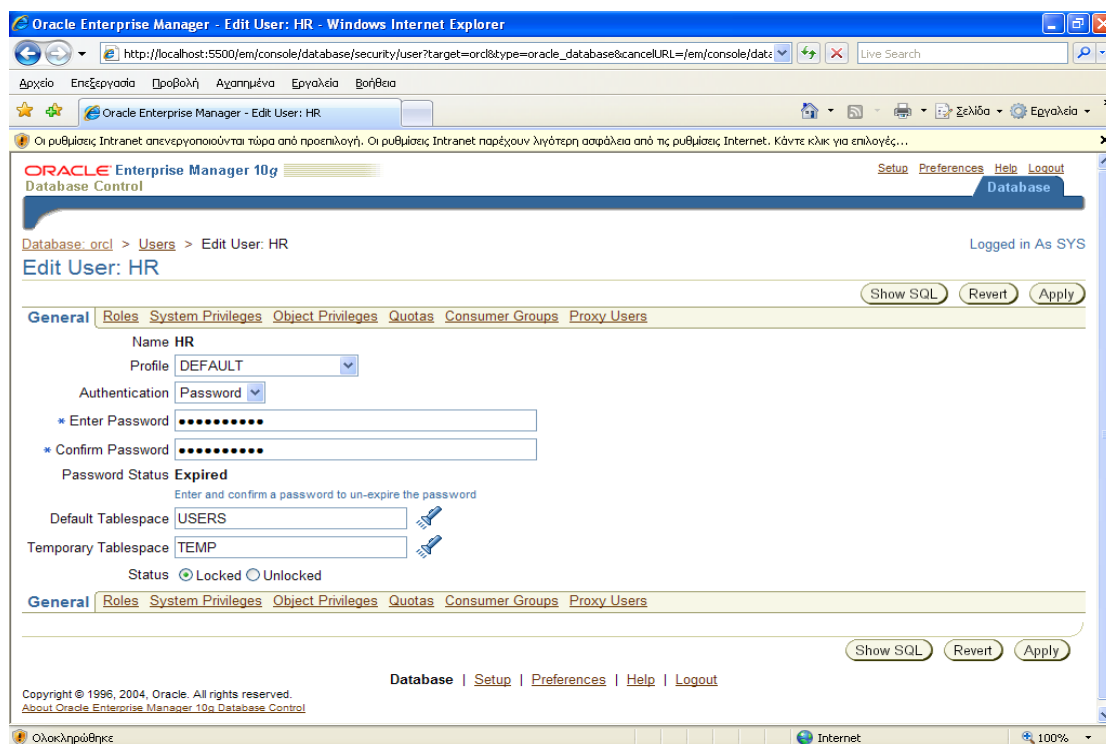 Oracle Enterprise Manager - Edit User: HR - Windows Internet Explorer
http://localhost:5500/em/console/database/security/user?target=orcl&type=oracle_database&cancelURL=/em/console/data Live Search
Αρχείο Επεξεργασία Προβολή Αγαπημένα Εργαλεία Βοήθεια
Oracle Enterprise Manager - Edit User: HR Σελίδα Εργαλεία
Οι ρυθμίσεις Intranet απενεργοποιούνται τώρα από προεπιλογή. Οι ρυθμίσεις Intranet παρέχουν λιγότερη ασφάλεια από τις ρυθμίσεις Internet. Κάντε κλικ για επιλογές...
ORACLE Enterprise Manager 10g Setup Preferences Help Logout
Database Control Database
Database: orcl > Users > Edit User: HR Logged in As SYS
Edit User: HR
Show SQL Revert Apply
General Roles System Privileges Object Privileges Quotas Consumer Groups Proxy Users
Name HR
Profile DEFAULT
Authentication Password
* Enter Password ••••••••••
* Confirm Password ••••••••••
Password Status Expired
Enter and confirm a password to un-expire the password
Default Tablespace USERS
Temporary Tablespace TEMP
Status Locked Unlocked
General Roles System Privileges Object Privileges Quotas Consumer Groups Proxy Users
Show SQL Revert Apply
Database | Setup | Preferences | Help | Logout
Copyright © 1996, 2004, Oracle. All rights reserved.
About Oracle Enterprise Manager 10g Database Control
Ολοκληρώθηκε Internet 100%